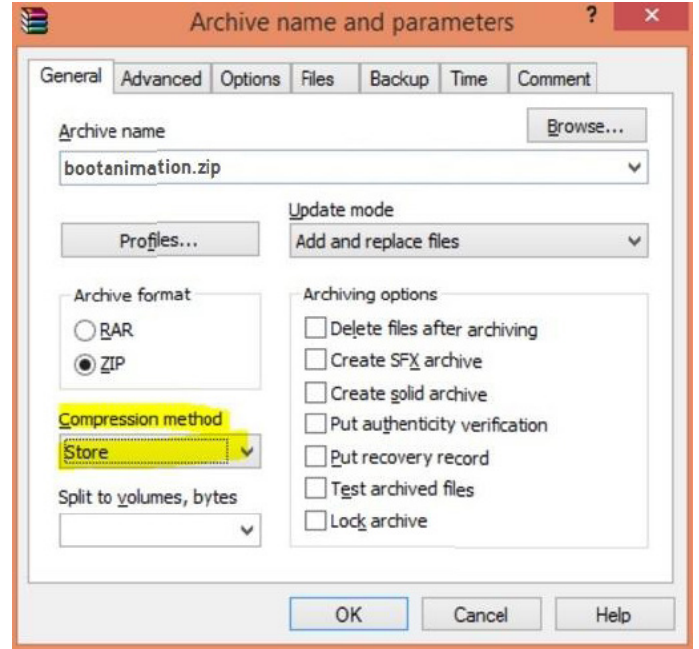 Archive name and parameters ?
General Advanced Options Files Backup Time Comment
Archive name
Browse...
bootanimation.zip
Update mode
Profiles...
Add and replace files
Archive format
RAR
ZIP
Compression method
Store
Split to volumes, bytes
Archiving options
Delete files after archiving
Create SFX archive
Create solid archive
Put authenticity verification
Put recovery record
Test archived files
Lock archive
OK Cancel Help